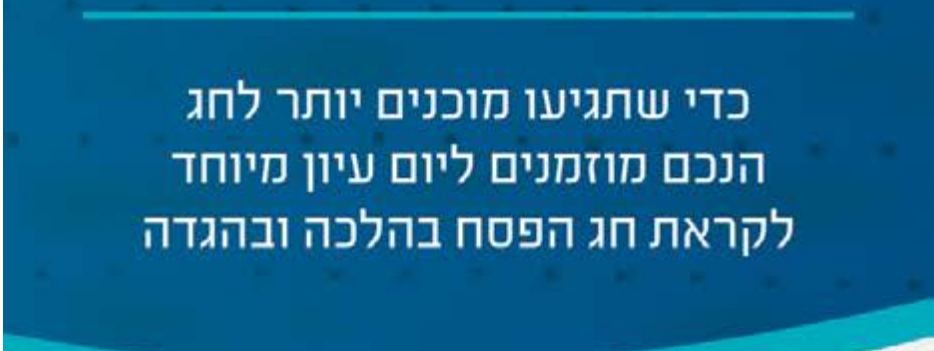 כדי שתגיעו מוכנים יותר לחג
הנכם מוזמנים ליום עיון מיוחד
לקראת חג הפסח בהלכה ובהגדה